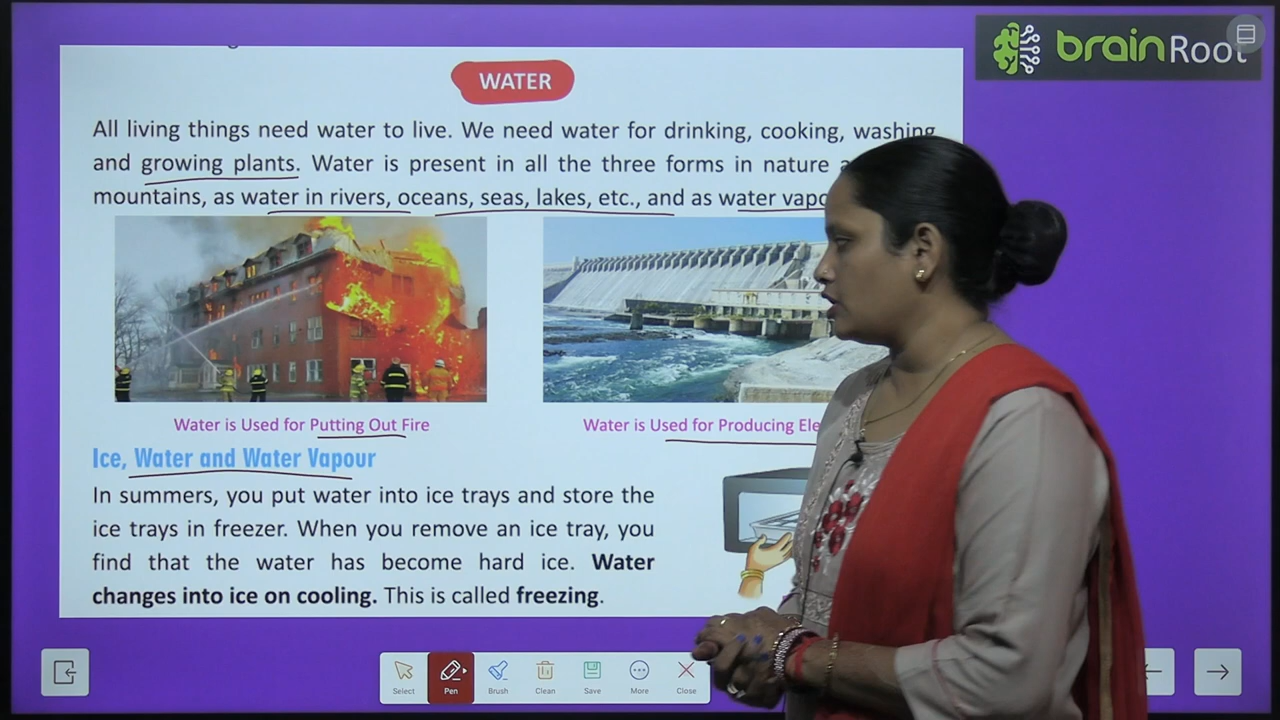 brainRoot
WATER
All living things need water to live. We need water for drinking, cooking, washing
and growing plants. Water is present in all the three forms in nature
mountains, as water in rivers, oceans, seas, lakes, etc., and as water
Water is Used for Putting Out Fire
Water is Used for Producing
Ice, Water and Water Vapour
In summers, you put water into ice trays and store the
ice trays in freezer. When you remove an ice tray, you
find that the water has become hard ice. Water
changes into ice on cooling. This is called freezing.
Select Pen Brush Clean Save More Close